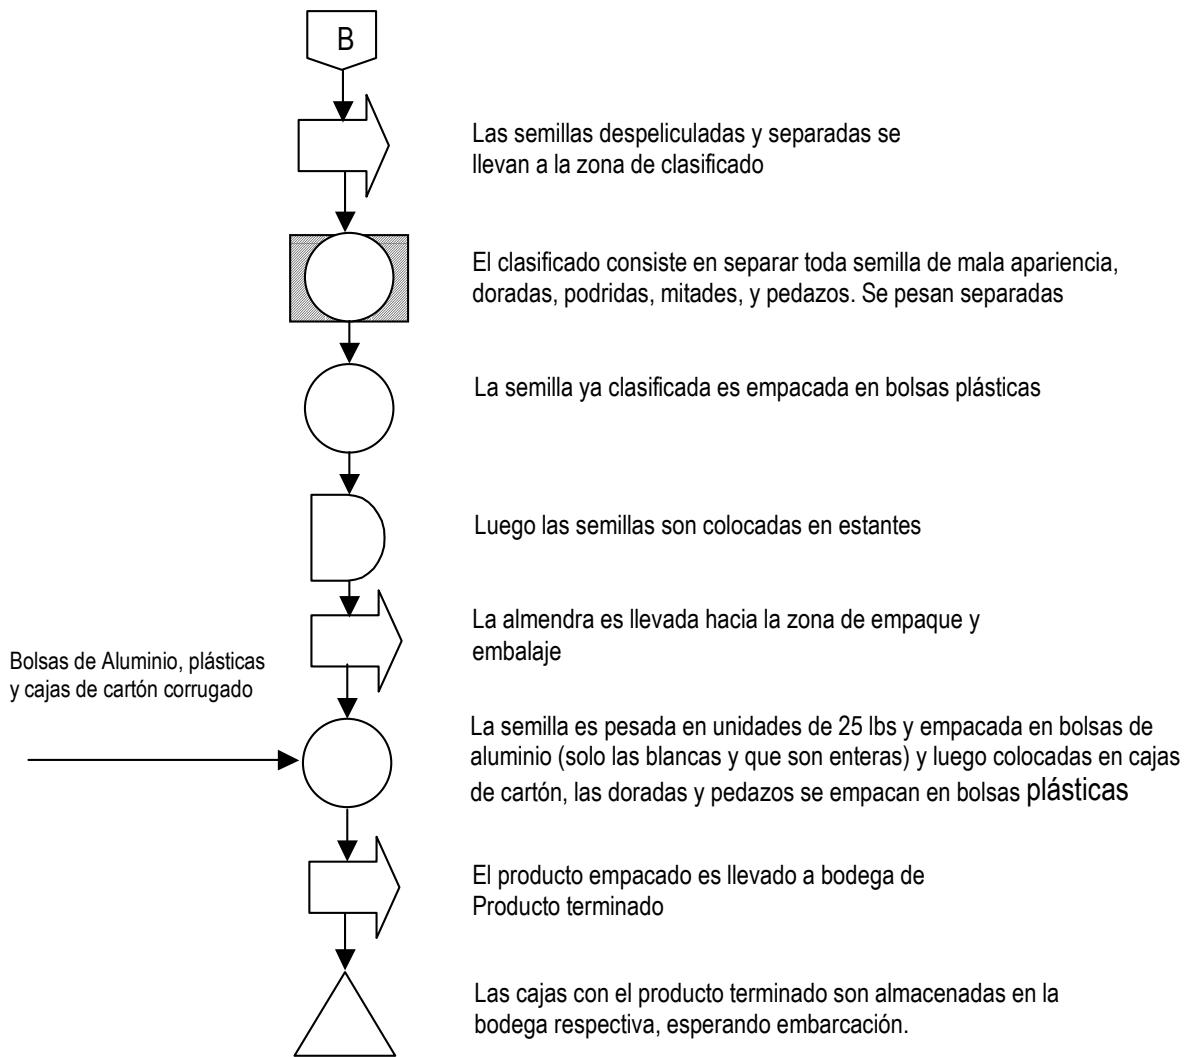 B
Las semillas despeliculadas y separadas se
llevan a la zona de clasificado
El clasificado consiste en separar toda semilla de mala apariencia,
doradas, podridas, mitades, y pedazos. Se pesan separadas
La semilla ya clasificada es empacada en bolsas plásticas
Luego las semillas son colocadas en estantes
La almendra es llevada hacia la zona de empaque y
embalaje
Bolsas de Aluminio, plásticas
y cajas de cartón corrugado
La semilla es pesada en unidades de 25 lbs y empacada en bolsas de
aluminio (solo las blancas y que son enteras) y luego colocadas en cajas
de cartón, las doradas y pedazos se empacan en bolsas plásticas
El producto empacado es llevado a bodega de
Producto terminado
Las cajas con el producto terminado son almacenadas en la
bodega respectiva, esperando embarcación.